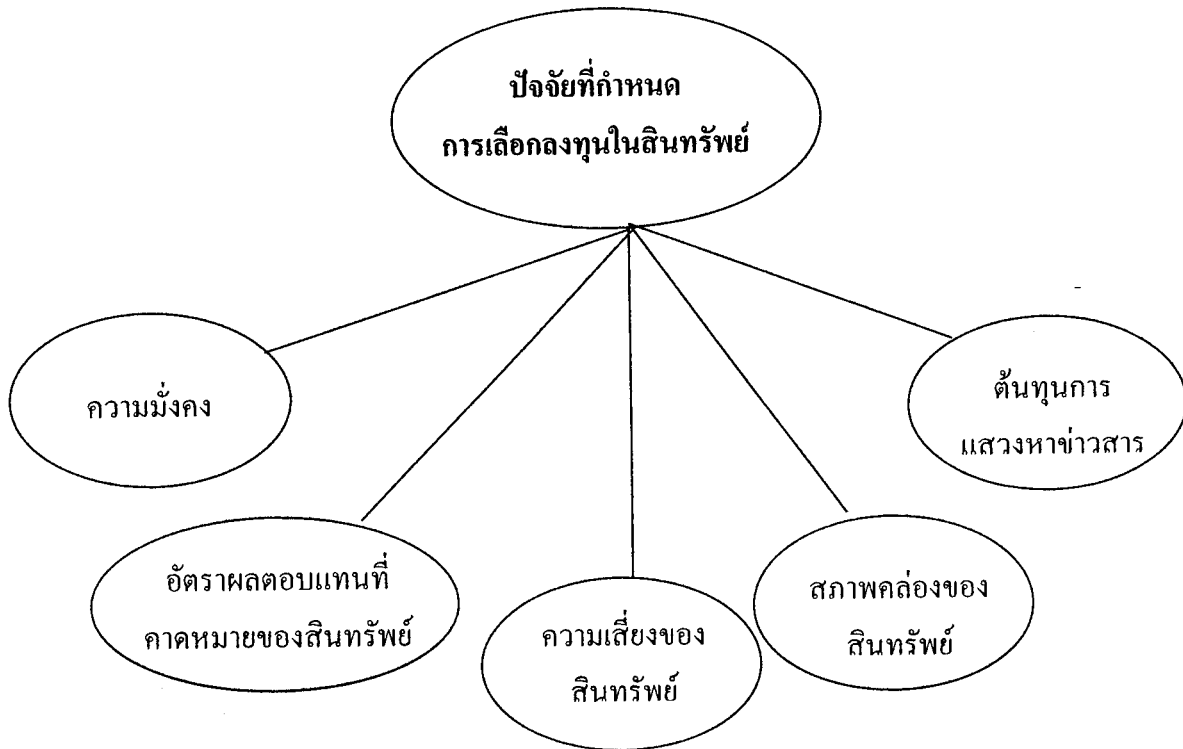 ปัจจัยที่กำหนด
การเลือกลงทุนในสินทรัพย์
ความมั่งคง
อัตราผลตอบแทนที่
คาดหมายของสินทรัพย์
ความเสี่ยงของ
สินทรัพย์
สภาพคล่องของ
สินทรัพย์
ต้นทุนการ
แสวงหาข่าวสาร